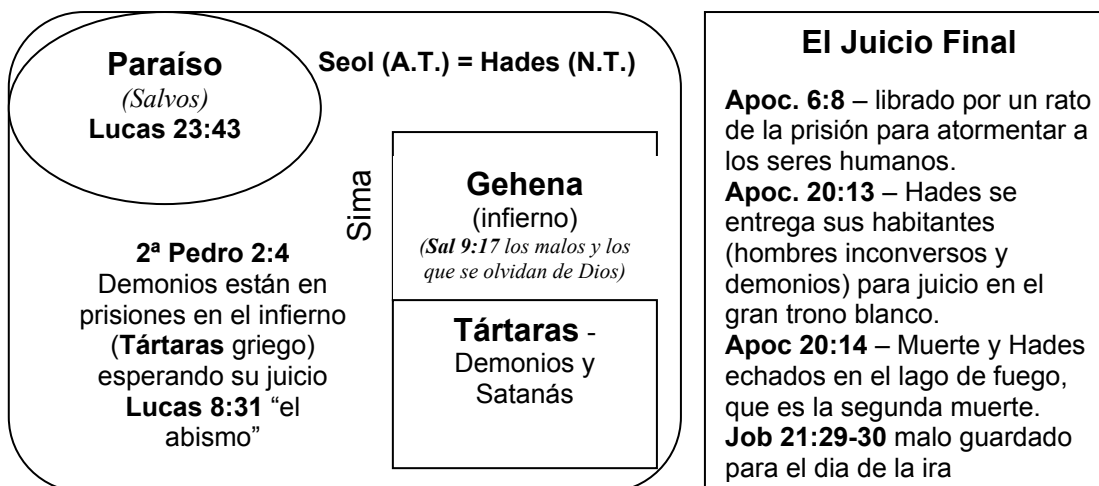 Paraíso
(Salvos)
Lucas 23:43
Seol (A.T.) = Hades (N.T.)
Sima
Gehena
(infierno)
(Sal 9:17 los malos y los
que se olvidan de Dios)
2ª Pedro 2:4
Demonios están en
prisiones en el infierno
(Tártaras griego)
esperando su juicio
Lucas 8:31 “el
abismo”
Tártaras -
Demonios y
Satanás
El Juicio Final
Apoc. 6:8 – librado por un rato
de la prisión para atormentar a
los seres humanos.
Apoc. 20:13 – Hades se
entrega sus habitantes
(hombres inconversos y
demonios) para juicio en el
gran trono blanco.
Apoc 20:14 – Muerte y Hades
echados en el lago de fuego,
que es la segunda muerte.
Job 21:29-30 malo guardado
para el dia de la ira